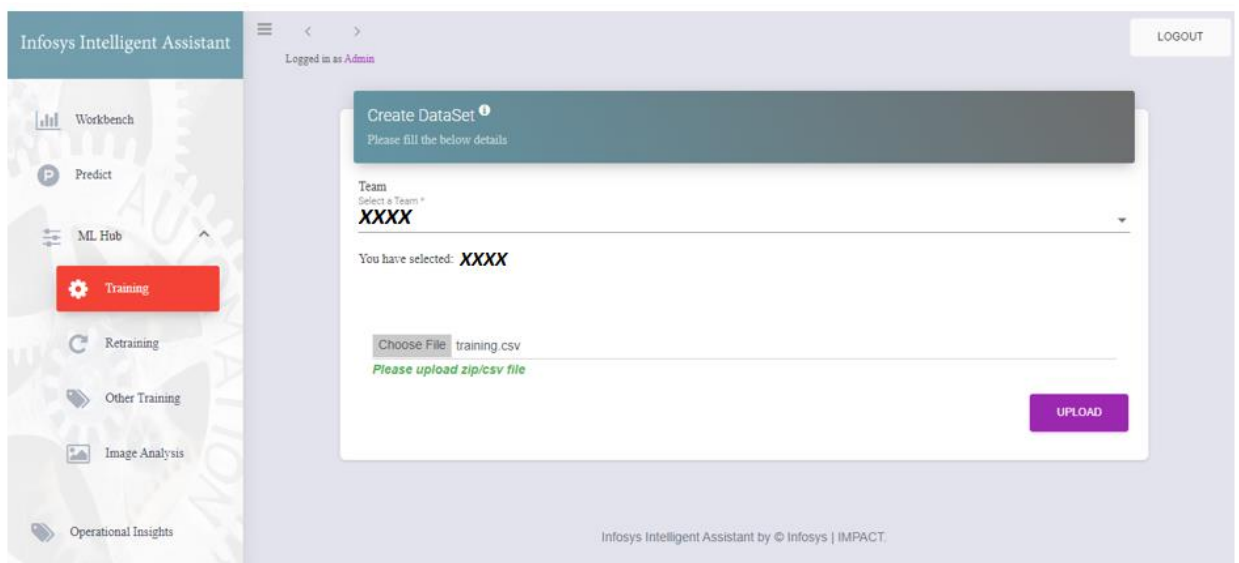 Infosys Intelligent Assistant
Logged in as Admin
LOGOUT
Workbench
Predict
ML Hub
Training
Retraining
Other Training
Image Analysis
Operational Insights
Create DataSet
Please fill the below details
Team
Select a Team *
XXXX
You have selected: XXXX
Choose File training.csv
Please upload zip/csv file
UPLOAD
Infosys Intelligent Assistant by © Infosys | IMPACT.
AUTOMATION